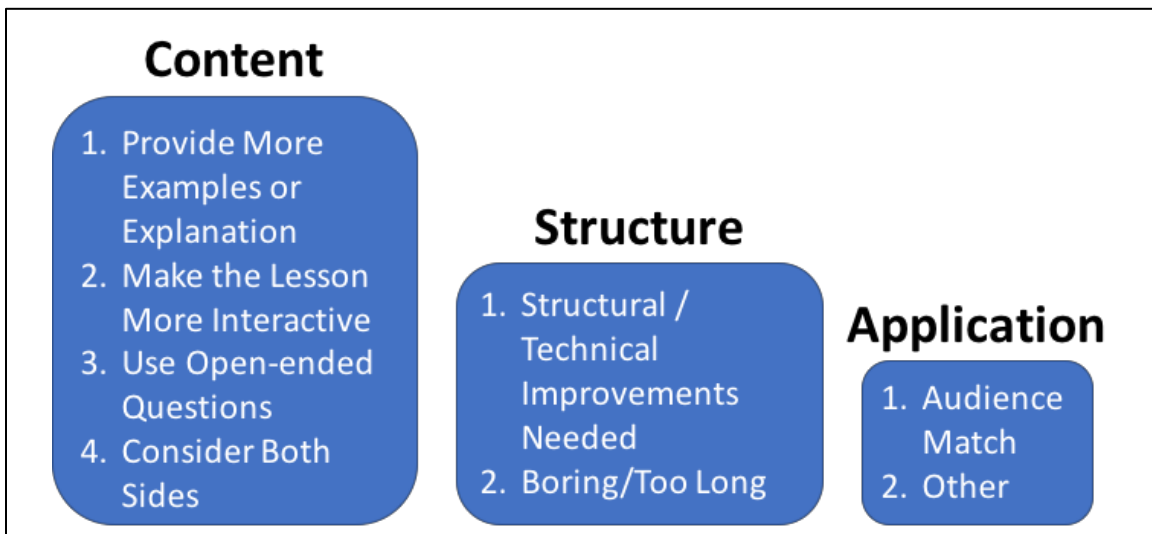 Content
1. Provide More
Examples or
Explanation
2. Make the Lesson
More Interactive
3. Use Open-ended
Questions
4. Consider Both
Sides
Structure
1. Structural /
Technical
Improvements
Needed
2. Boring/Too Long
Application
1. Audience
Match
2. Other